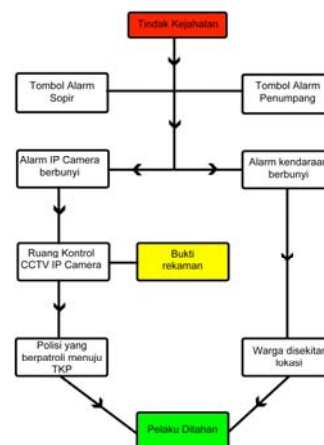 Tindak Kejahatan
Tombol Alarm
Sopir
Tombol Alarm
Penumpang
Alarm IP Camera
berbunyi
Alarm kendaraan
berbunyi
Ruang Kontrol
CCTV IP Camera
Bukti
rekaman
Polisi yang
berpatroli menuju
TKP
Warga disekitar
lokasi
Pelaku Ditahan